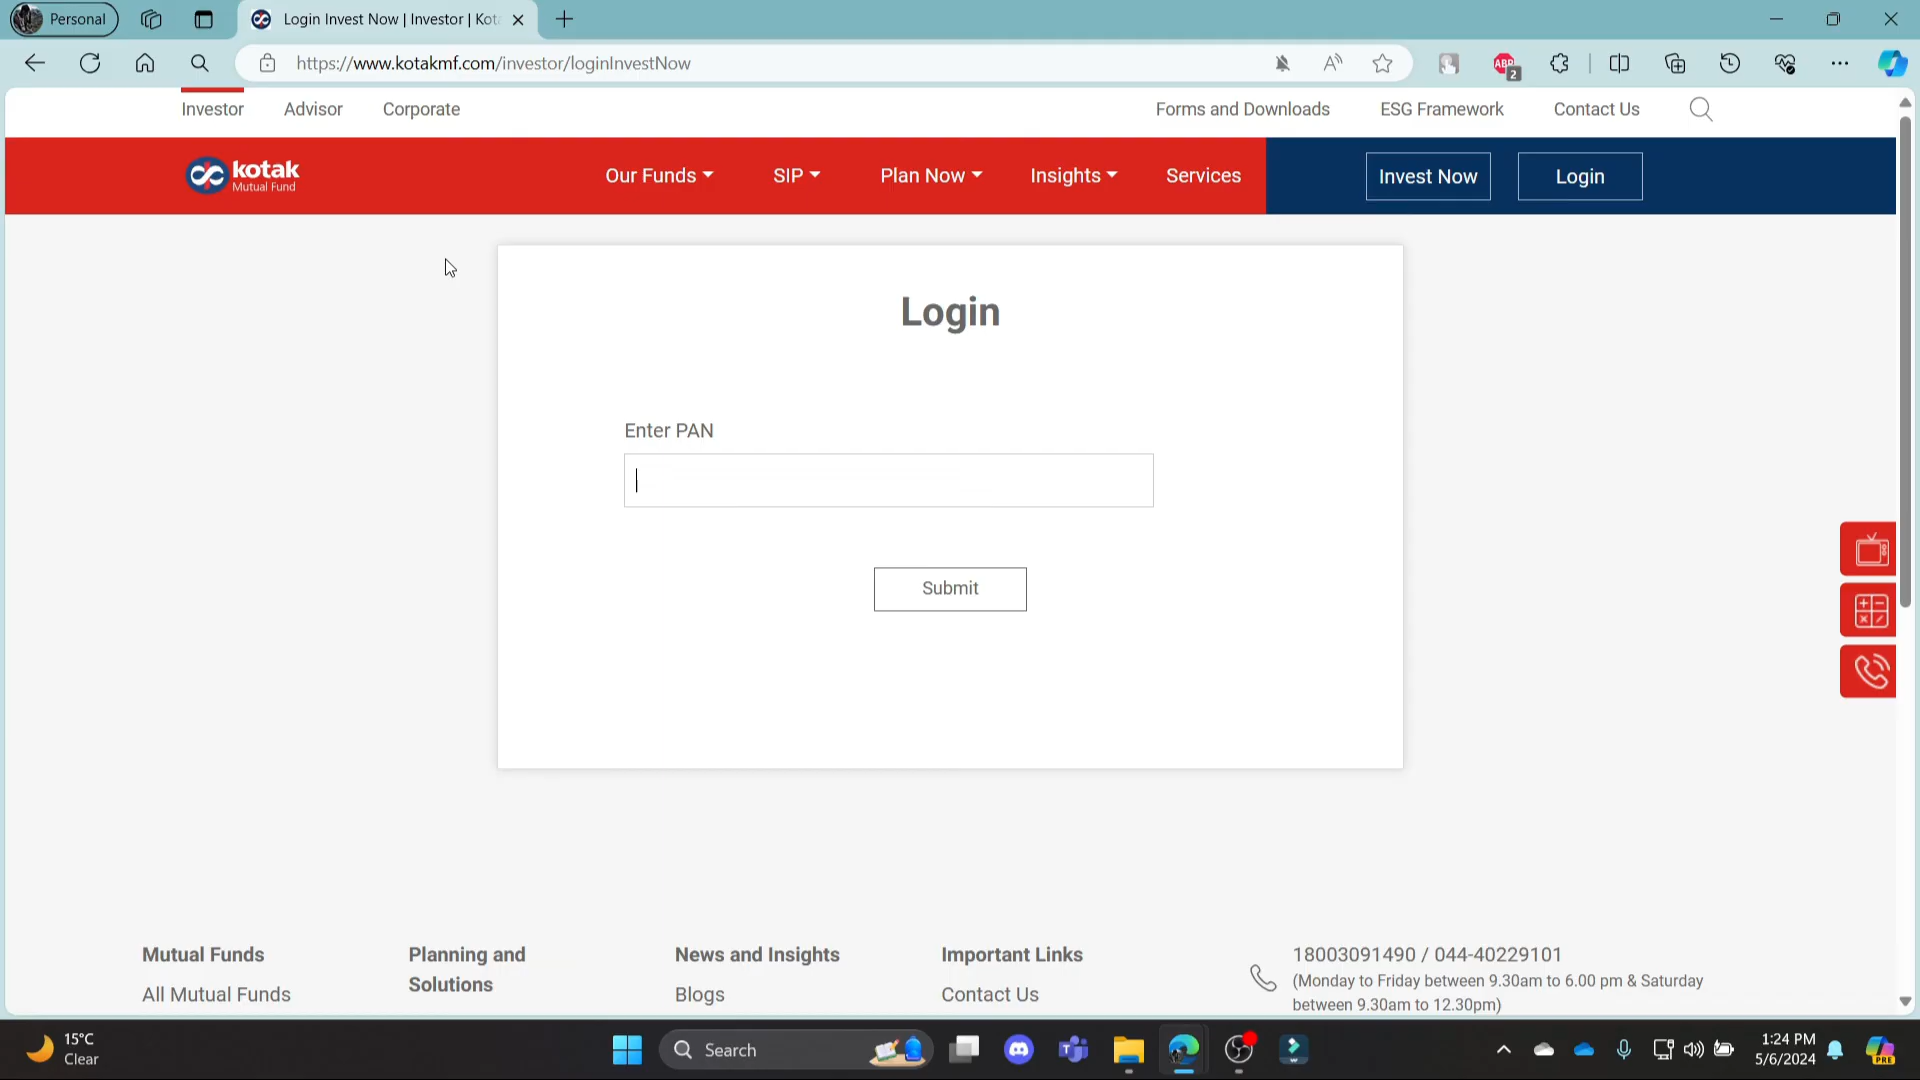 Personal
Login Invest Now | Investor | Kot
https://www.kotakmf.com/investor/loginInvestNow
ABP
2
Investor
Advisor
Corporate
Forms and Downloads
ESG Framework
Contact Us
kotak
Mutual Fund
Our Funds
SIP
Plan Now
Insights
Services
Invest Now
Login
Login
Enter PAN
Submit
Mutual Funds
All Mutual Funds
Planning and
Solutions
News and Insights
Blogs
Important Links
Contact Us
18003091490 / 044-40229101
(Monday to Friday between 9.30am to 6.00 pm & Saturday
between 9.30am to 12.30pm)
15°C
Clear
Search
1:24 PM
5/6/2024
PRE